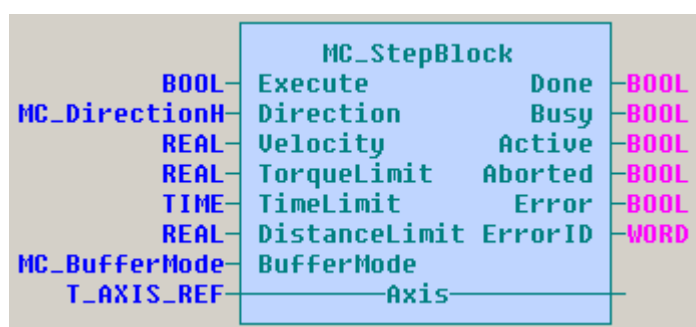 MC_StepBlock
BOOL Execute Done BOOL
MC_DirectionH Direction Busy BOOL
REAL Velocity Active BOOL
REAL TorqueLimit Aborted BOOL
TIME TimeLimit Error BOOL
REAL DistanceLimit ErrorID WORD
MC_BufferMode BufferMode
T_AXIS_REF Axis